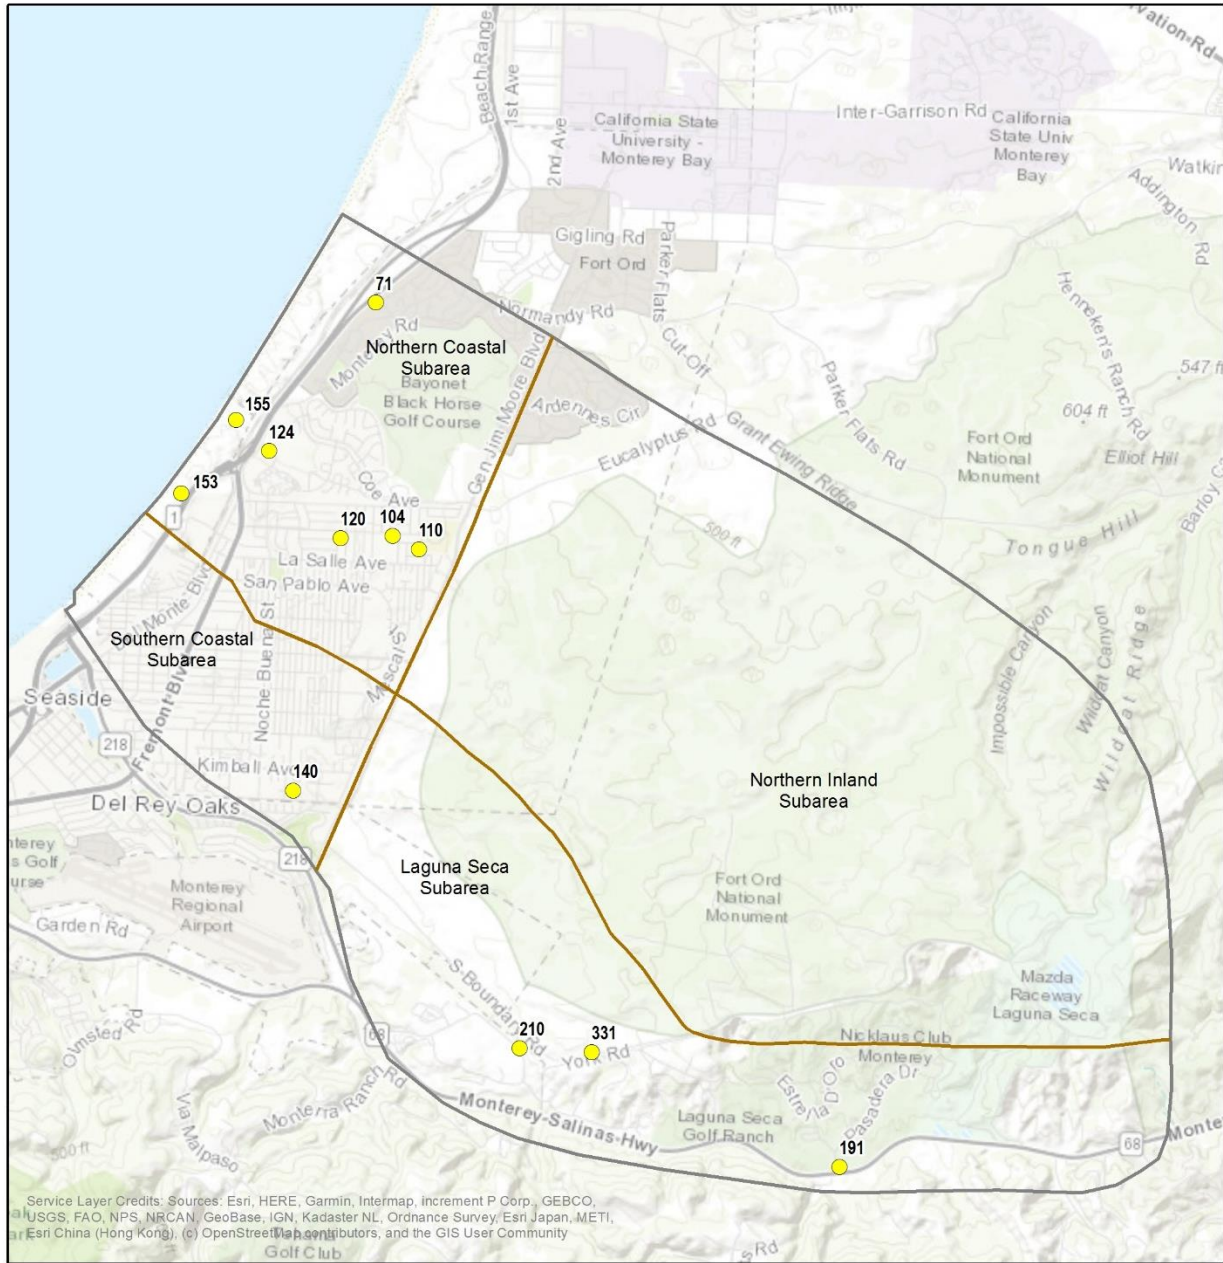 vation-Rd
Beach Range
1st Ave
2nd Ave
California State
University -
Monterey Bay
Inter-Garrison Rd
California
State Univ
Monterey
Bay
Watkin
Addington Rd
Gigling Rd
Fort Ord
Parker Flats Cut-Off
Henneken's Ranch Rd
71
Normandy Rd
Monterey Rd
Northern Coastal
Subarea
Bayonet
Black Horse
Golf Course
Gen Jim Moore Blvd
Ardennes Cir
Eucalyptus Rd
Grant Ewing Ridge
Parker Flats Rd
547 ft
604 ft
Fort Ord
National
Monument
Elliot Hill
Barloy Ca
155
124
153
1
Coe Ave
120
104
110
500 ft
Tongue Hill
La Salle Ave
San Pablo Ave
Del Monte Blvd
Noche Buena St
Mescal St
Southern Coastal
Subarea
Seaside
218
Fremont Blvd
Impossible Canyon
Wildcat Canyon
Wildcat Ridge
Kimball Ave
140
Del Rey Oaks
Northern Inland
Subarea
218
nterey
s Golf
urse
Monterey
Regional
Airport
Garden Rd
Laguna Seca
Subarea
Fort Ord
National
Monument
Mazda
Raceway
Laguna Seca
S-Boundary Rd
Olmsted Rd
68
210
331
York Rd
Nicklaus Club
Monterey
Estrella D'Oro
Pasadera Dr
Monterra Ranch Rd
Via Malpaso
Monterey-Salinas-Hwy
Laguna Seca
Golf Ranch
191
68
Monte
500 ft
Service Layer Credits: Sources: Esri, HERE, Garmin, Intermap, increment P Corp., GEBCO,
USGS, FAO, NPS, NRCAN, GeoBase, IGN, Kadaster NL, Ordnance Survey, Esri Japan, METI,
Esri China (Hong Kong), (c) OpenStreetMap contributors, and the GIS User Community
Golf Club
Rd